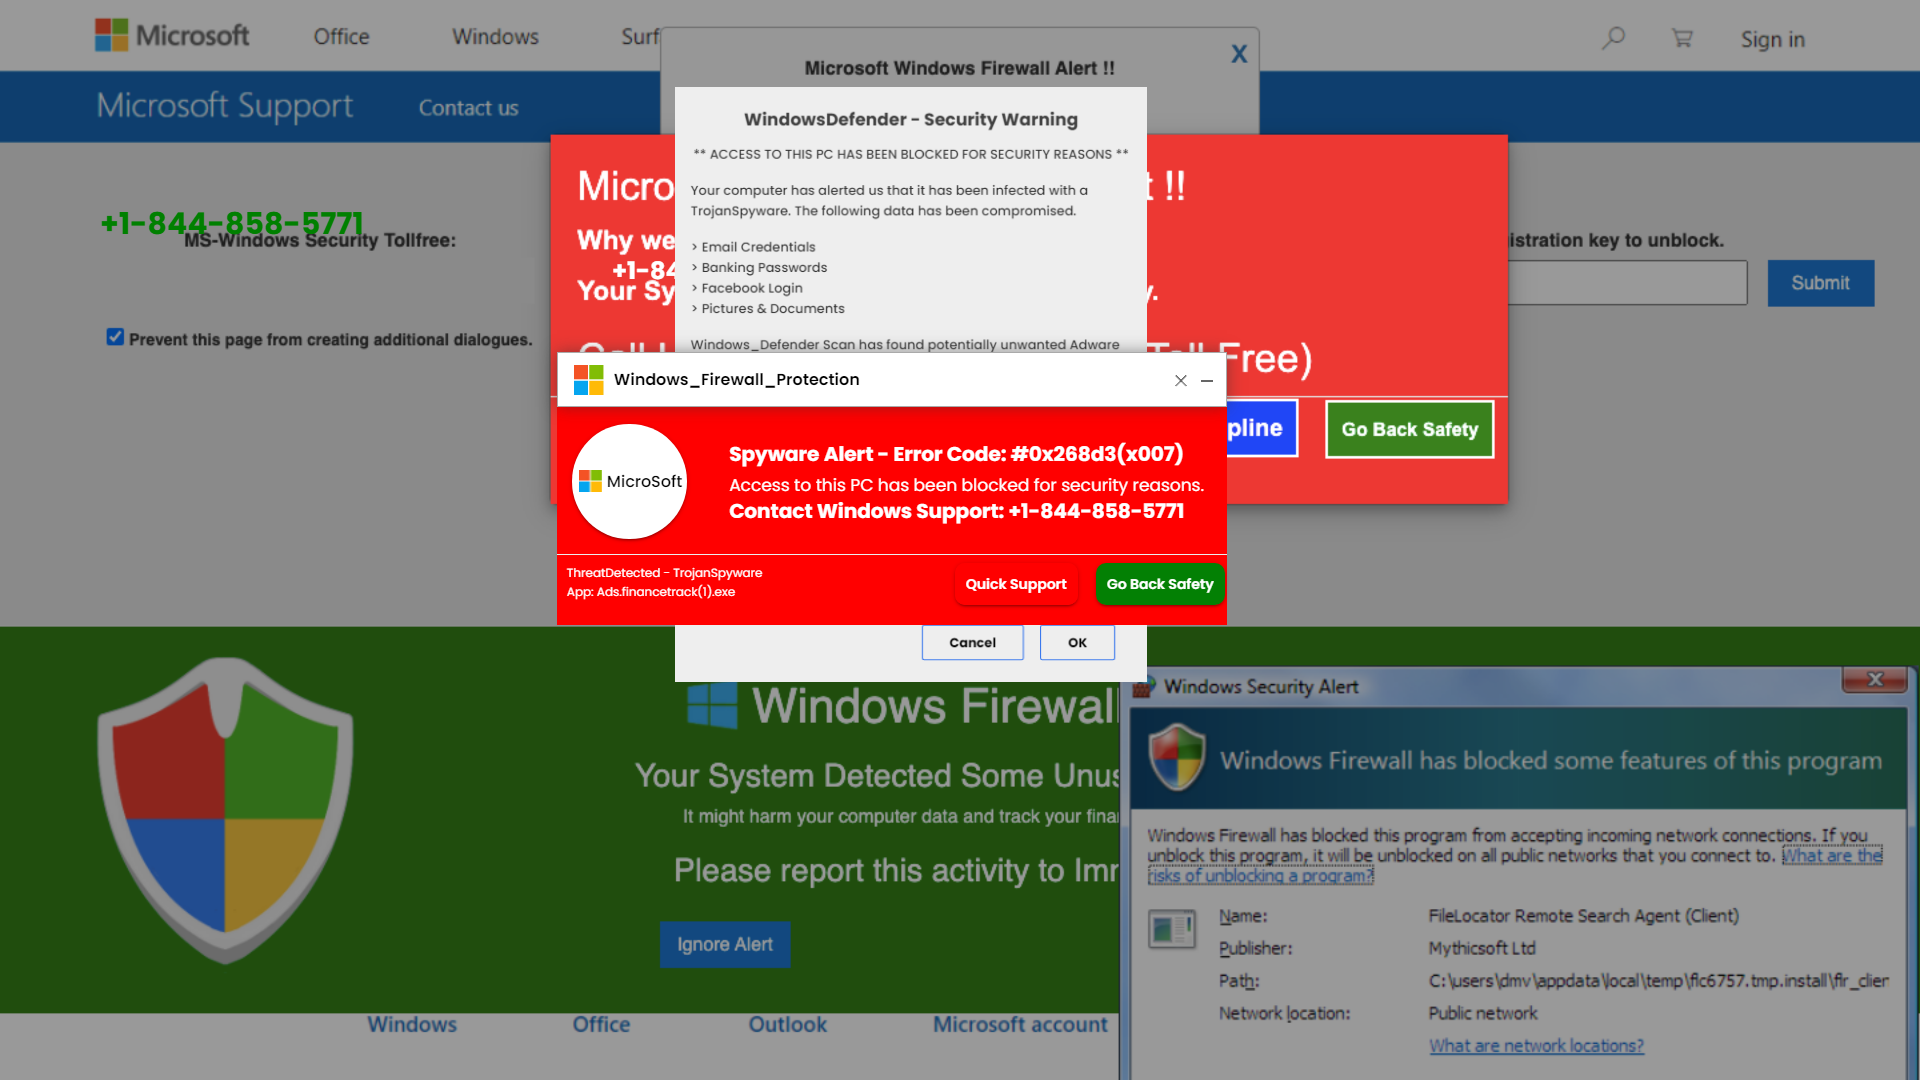 Microsoft
Office
Windows
Surf
Sign in
Microsoft Support
Contact us
X
Microsoft Windows Firewall Alert !!
WindowsDefender - Security Warning
** ACCESS TO THIS PC HAS BEEN BLOCKED FOR SECURITY REASONS **
Your computer has alerted us that it has been infected with a
TrojanSpyware. The following data has been compromised.
> Email Credentials
> Banking Passwords
> Facebook Login
> Pictures & Documents
Windows_Defender Scan has found potentially unwanted Adware
Micro
t !!
Why we
+1-84
Your Sy
y.
Free)
pline
Go Back Safety
+1-844-858-5771
MS-Windows Security Tollfree:
Prevent this page from creating additional dialogues.
istration key to unblock.
Submit
Windows_Firewall_Protection
MicroSoft
Spyware Alert - Error Code: #0x268d3(x007)
Access to this PC has been blocked for security reasons.
Contact Windows Support: +1-844-858-5771
ThreatDetected - TrojanSpyware
App: Ads.financetrack(1).exe
Quick Support
Go Back Safety
Cancel
OK
Windows Firewall
Your System Detected Some Unus
It might harm your computer data and track your finan
Please report this activity to Imm
Ignore Alert
Windows
Office
Outlook
Microsoft account
Windows Security Alert
X
Windows Firewall has blocked some features of this program
Windows Firewall has blocked this program from accepting incoming network connections. If you
unblock this program, it will be unblocked on all public networks that you connect to. What are the
risks of unblocking a program?
Name:
FileLocator Remote Search Agent (Client)
Publisher:
Mythicsoft Ltd
Path:
C:\users\dmv\appdata\local\temp\flc6757.tmp.install\flr_clien
Network location:
Public network
What are network locations?